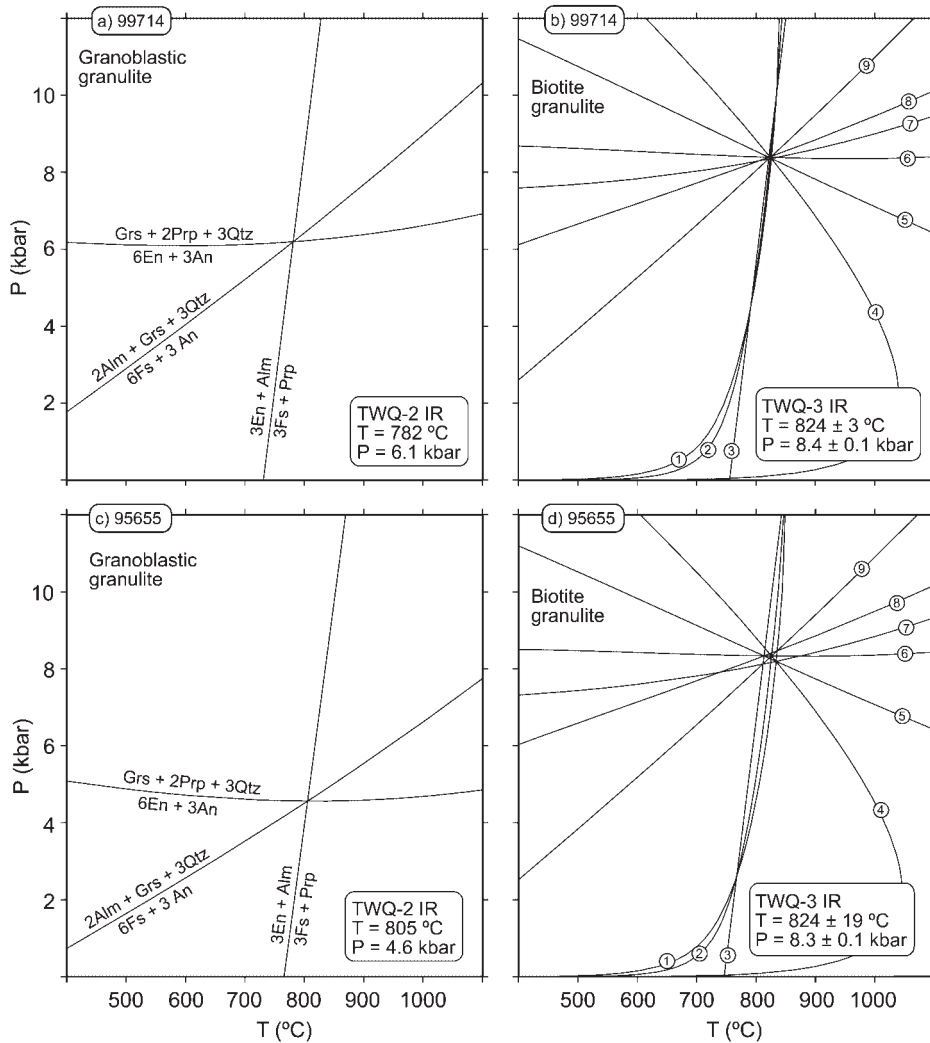 a) 99714
Granoblastic
granulite
Grs + 2Prp + 3Qtz
6En + 3An
2Alm + Grs + 3Qtz
6Fs + 3 An
3En + Alm
3Fs + Prp
TWQ-2 IR
T = 782 ºC
P = 6.1 kbar
P (kbar)
10
8
6
4
2
b) 99714
Biotite
granulite
9
8
7
6
5
4
1
2
3
TWQ-3 IR
T = 824 ± 3 ºC
P = 8.4 ± 0.1 kbar
c) 95655
Granoblastic
granulite
Grs + 2Prp + 3Qtz
6En + 3An
2Alm + Grs + 3Qtz
6Fs + 3 An
3En + Alm
3Fs + Prp
TWQ-2 IR
T = 805 ºC
P = 4.6 kbar
P (kbar)
10
8
6
4
2
500 600 700 800 900 1000
T (ºC)
d) 95655
Biotite
granulite
9
8
7
6
5
4
1
2
3
TWQ-3 IR
T = 824 ± 19 ºC
P = 8.3 ± 0.1 kbar
500 600 700 800 900 1000
T (ºC)